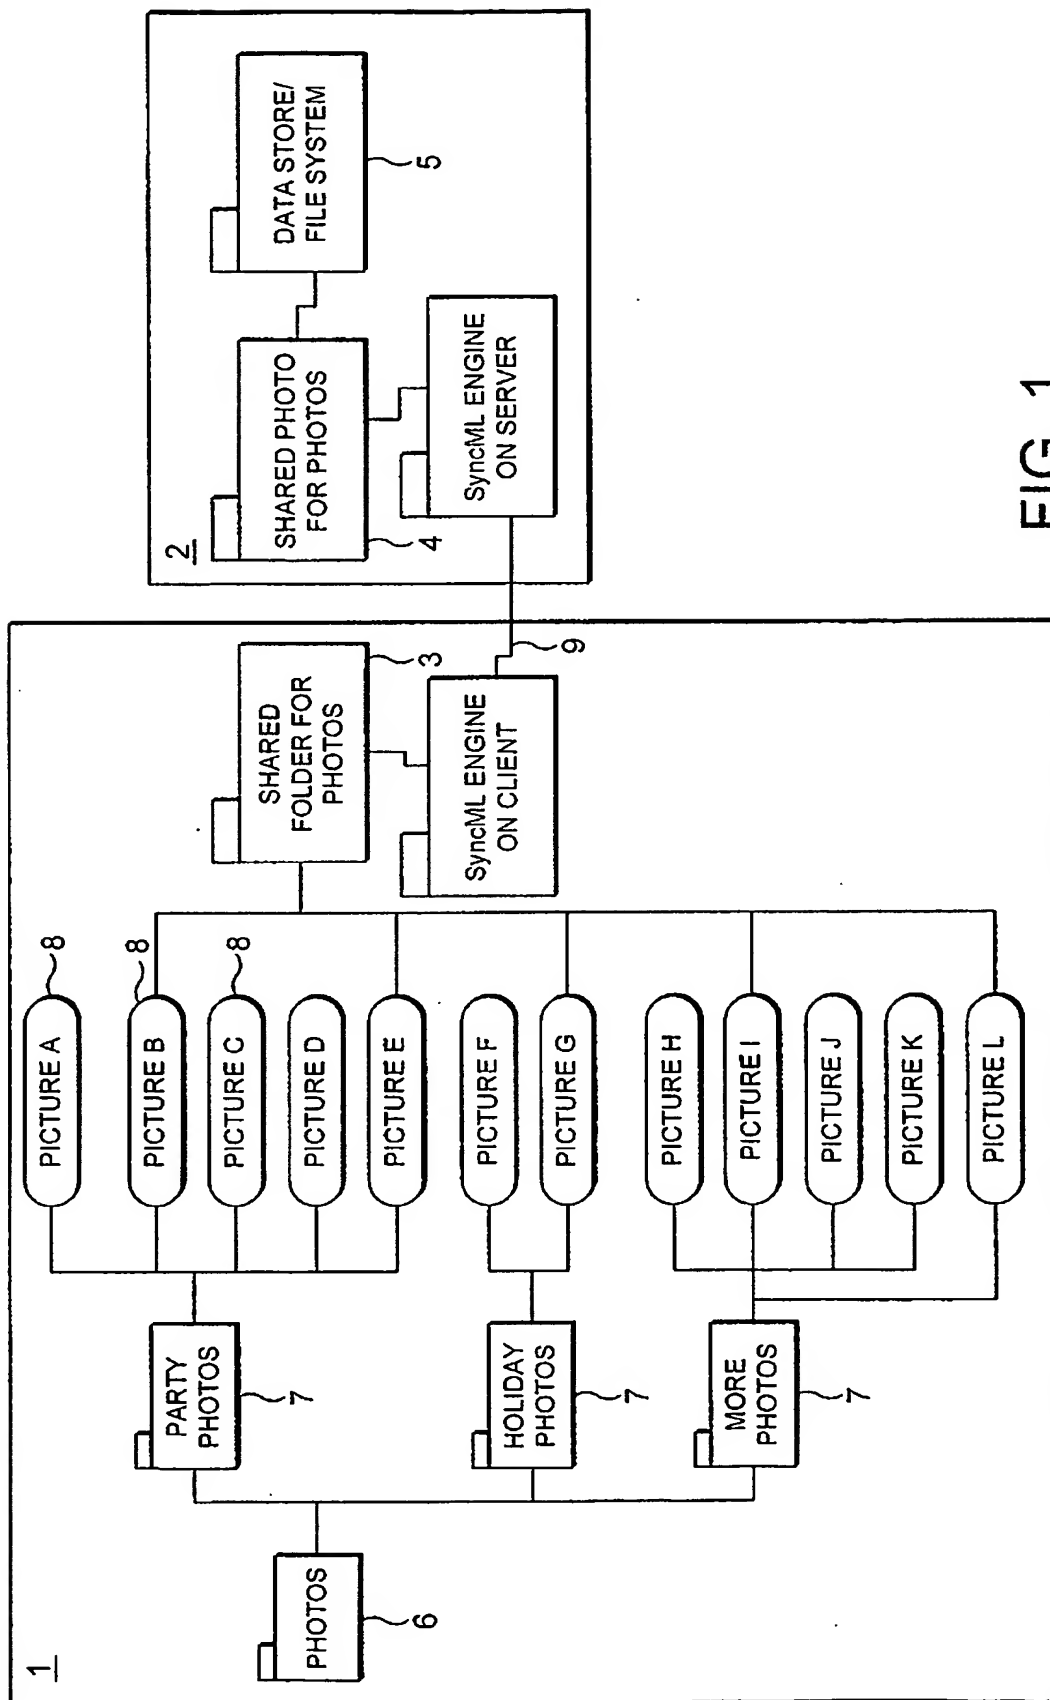 1
PHOTOS
6
PARTY
PHOTOS
7
HOLIDAY
PHOTOS
7
MORE
PHOTOS
7
PICTURE A
8
PICTURE B
8
PICTURE C
8
PICTURE D
PICTURE E
PICTURE F
PICTURE G
PICTURE H
PICTURE I
PICTURE J
PICTURE K
PICTURE L
SHARED
FOLDER FOR
PHOTOS
3
SyncML ENGINE
ON CLIENT
9
2
SHARED PHOTO
FOR PHOTOS
4
DATA STORE/
FILE SYSTEM
5
SyncML ENGINE
ON SERVER
FIG. 1